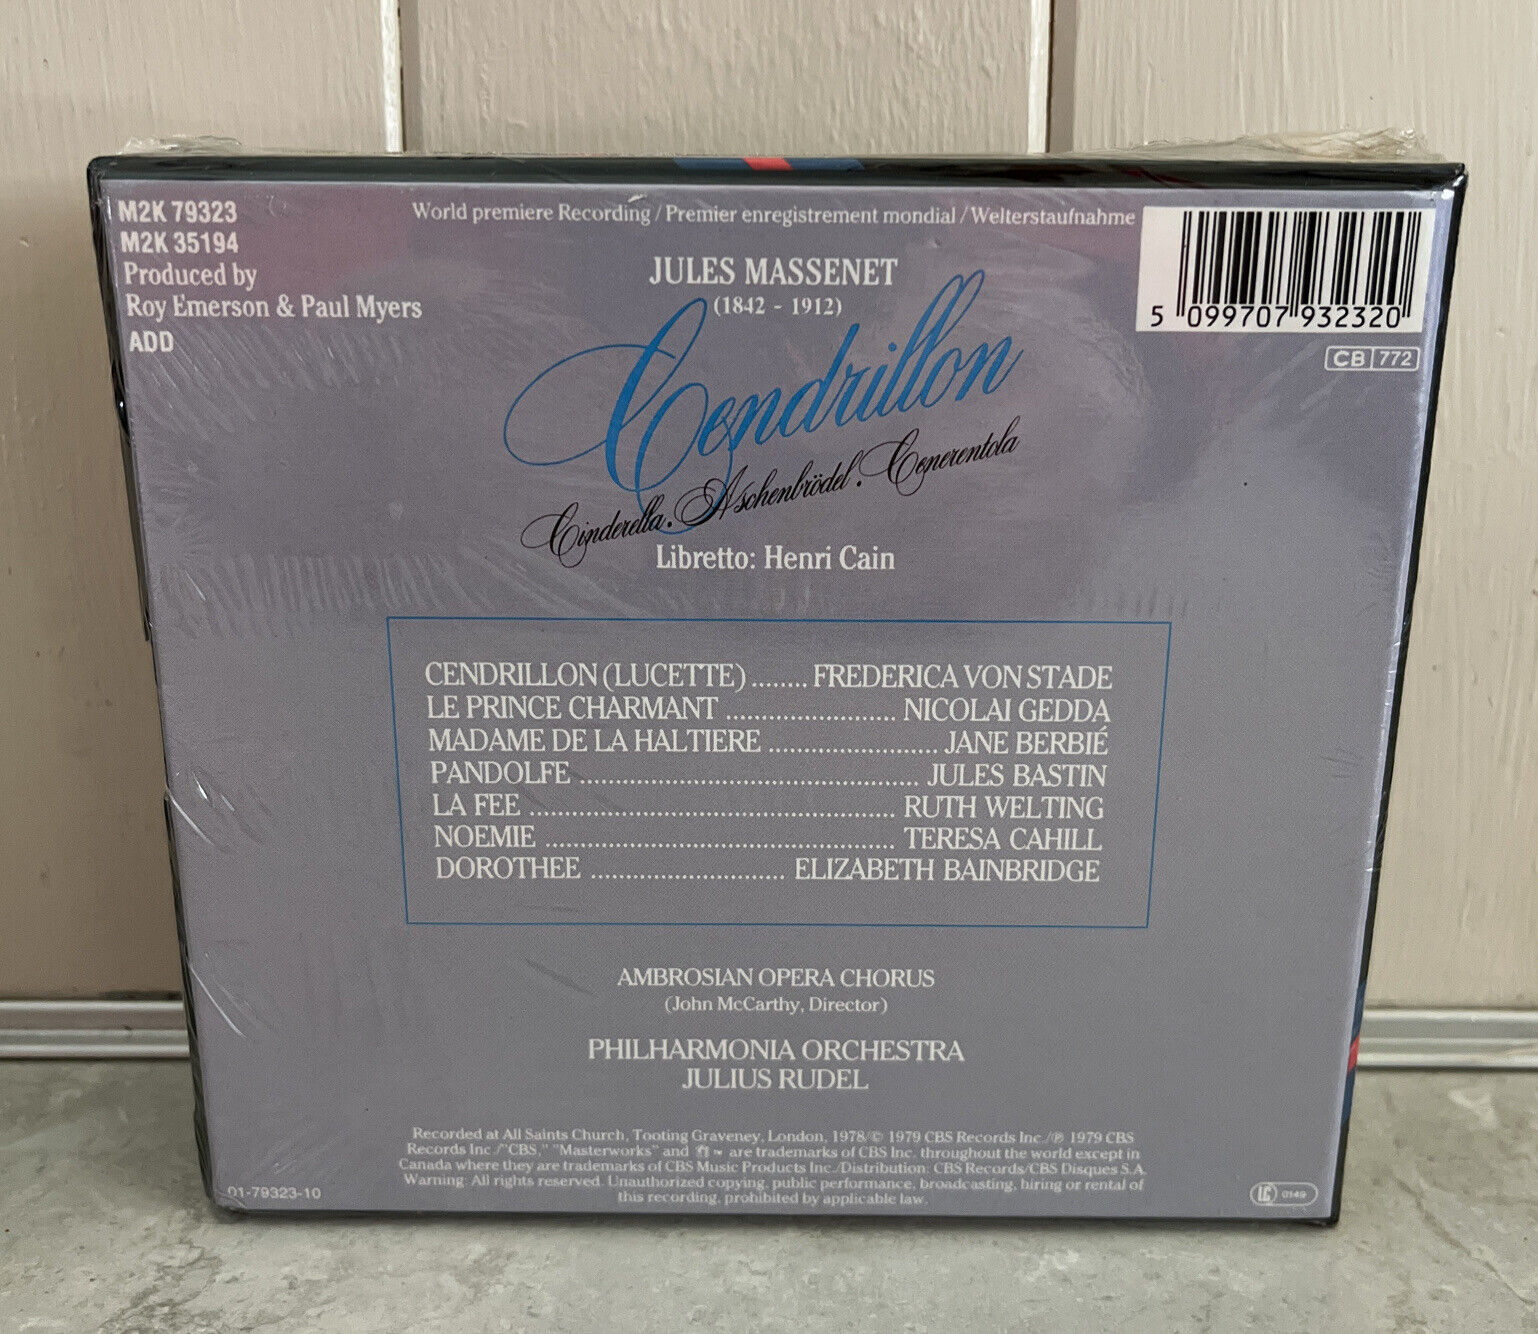 M2K 79323
M2K 35194
Produced by
Roy Emerson & Paul Myers
ADD
World premiere Recording / Premier enregistrement mondial / Welterstaufnahme
JULES MASSENET
(1842 - 1912)
Cendrillon
Cinderella. Aschenbrödel. Cenerentola
Libretto: Henri Cain
5 099707 932320
CB 772
CENDRILLON (LUCETTE) ........ FREDERICA VON STADE
LE PRINCE CHARMANT ........................ NICOLAI GEDDA
MADAME DE LA HALTIERE ........................ JANE BERBIÉ
PANDOLFE ................................................ JULES BASTIN
LA FEE .................................................... RUTH WELTING
NOEMIE .................................................. TERESA CAHILL
DOROTHEE ............................ ELIZABETH BAINBRIDGE
AMBROSIAN OPERA CHORUS
(John McCarthy, Director)
PHILHARMONIA ORCHESTRA
JULIUS RUDEL
Recorded at All Saints Church, Tooting Graveney, London, 1978/© 1979 CBS Records Inc./℗ 1979 CBS
Records Inc./"CBS," "Masterworks" and ™ are trademarks of CBS Inc. throughout the world except in
Canada where they are trademarks of CBS Music Products Inc./Distribution: CBS Records/CBS Disques S.A.
Warning: All rights reserved. Unauthorized copying, public performance, broadcasting, hiring or rental of
this recording, prohibited by applicable law.
01-79323-10
LC 0149